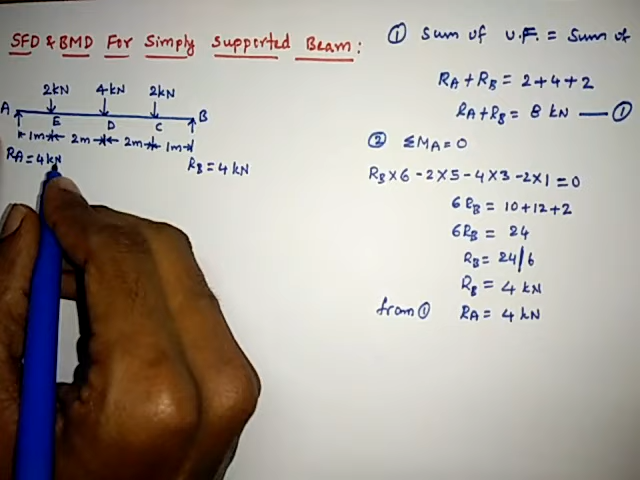 SFD & BMD For Simply Supported Beam :
2kN 4kN 2kN
A B
E D C
1m 2m 2m 1m
RA = 4kN
RB = 4 kN
① Sum of U.F. = Sum of
RA + RB = 2+4+2
RA+RB = 8 kN — ①
② ΣMA = 0
RB×6 - 2×5 - 4×3 - 2×1 = 0
6RB = 10+12+2
6RB = 24
RB = 24/6
RB = 4 kN
from ① RA = 4 kN